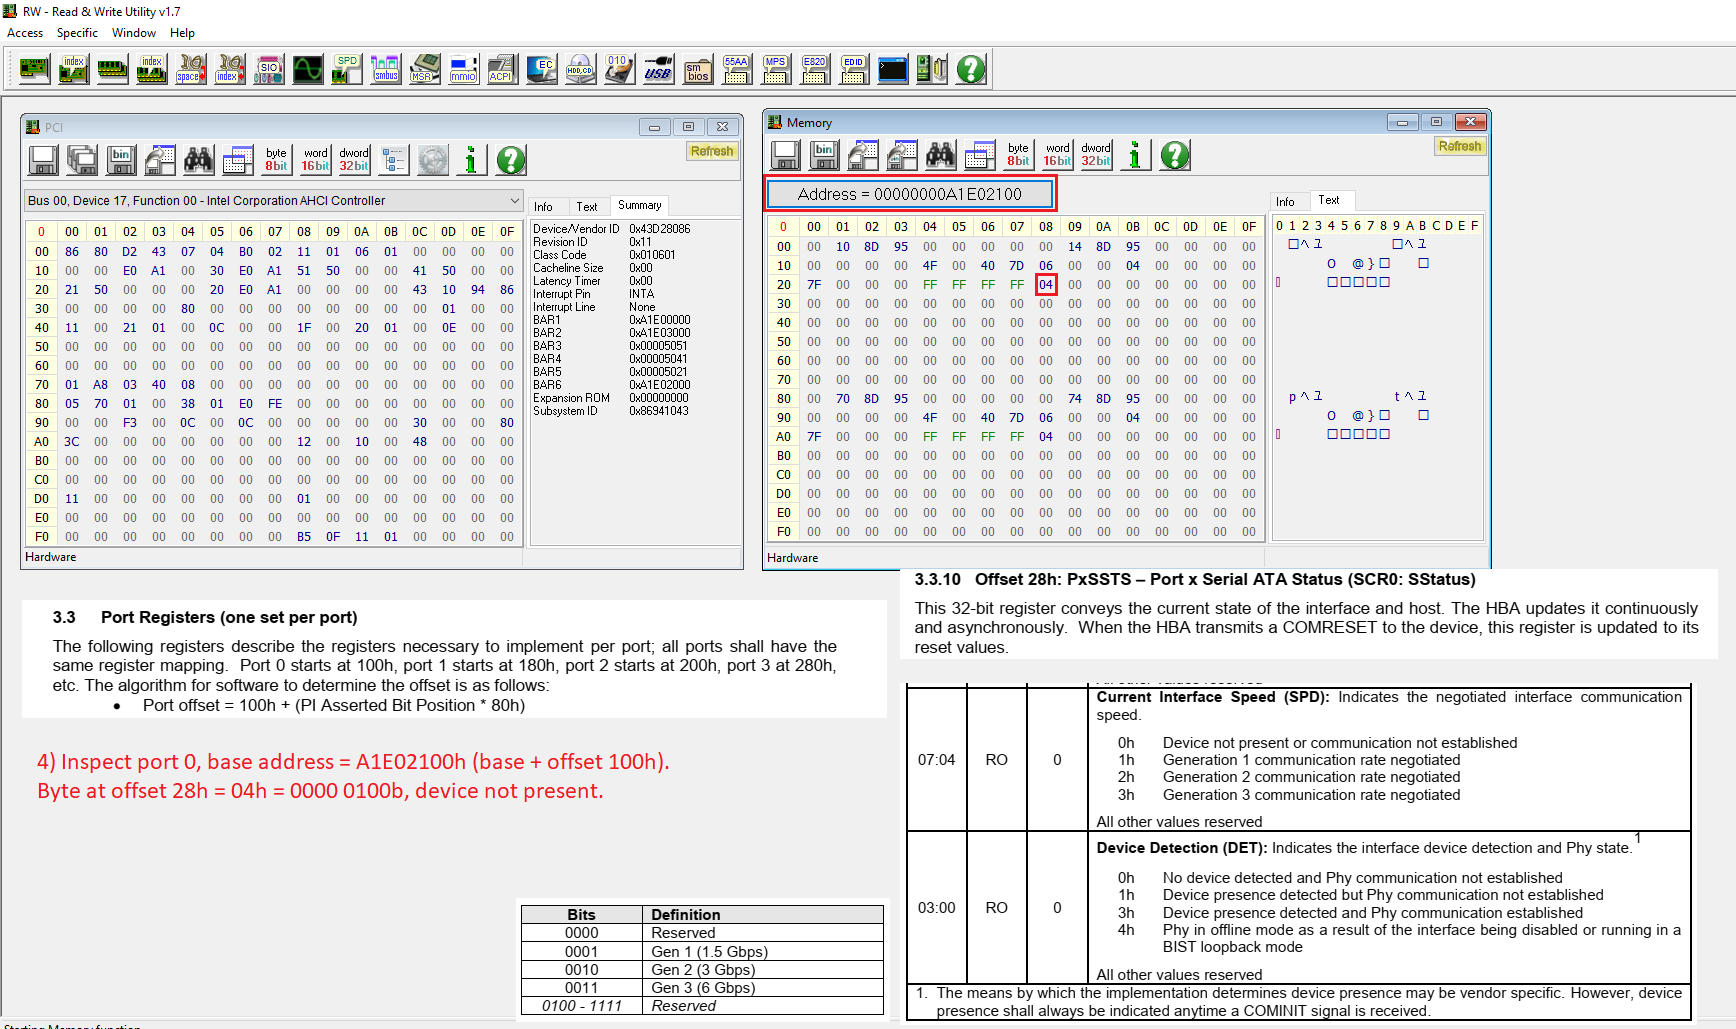 RW - Read & Write Utility v1.7
Access Specific Window Help
index index space index SIO SPD smbus MSR mmio ACPI EC HDD,CD 010 USB sm bios 55AA MPS E820 EDID
PCI
bin byte 8bit word 16bit dword 32bit
Refresh
Bus 00, Device 17, Function 00 - Intel Corporation AHCI Controller
Info Text Summary
0 00 01 02 03 04 05 06 07 08 09 0A 0B 0C 0D 0E 0F
00 86 80 D2 43 07 04 B0 02 11 01 06 01 00 00 00 00
10 00 00 E0 A1 00 30 E0 A1 51 50 00 00 41 50 00 00
20 21 50 00 00 00 20 E0 A1 00 00 00 00 43 10 94 86
30 00 00 00 00 80 00 00 00 00 00 00 00 00 01 00 00
40 11 00 21 01 00 0C 00 00 1F 00 20 01 00 0E 00 00
50 00 00 00 00 00 00 00 00 00 00 00 00 00 00 00 00
60 00 00 00 00 00 00 00 00 00 00 00 00 00 00 00 00
70 01 A8 03 40 08 00 00 00 00 00 00 00 00 00 00 00
80 05 70 01 00 38 01 E0 FE 00 00 00 00 00 00 00 00
90 00 00 F3 00 0C 00 0C 00 00 00 00 00 30 00 00 80
A0 3C 00 00 00 00 00 00 00 12 00 10 00 48 00 00 00
B0 00 00 00 00 00 00 00 00 00 00 00 00 00 00 00 00
C0 00 00 00 00 00 00 00 00 00 00 00 00 00 00 00 00
D0 11 00 00 00 00 00 00 00 01 00 00 00 00 00 00 00
E0 00 00 00 00 00 00 00 00 00 00 00 00 00 00 00 00
F0 00 00 00 00 00 00 00 00 B5 0F 11 01 00 00 00 00
Device/Vendor ID 0x43D28086
Revision ID 0x11
Class Code 0x010601
Cacheline Size 0x00
Latency Timer 0x00
Interrupt Pin INTA
Interrupt Line None
BAR1 0xA1E00000
BAR2 0xA1E03000
BAR3 0x00005051
BAR4 0x00005041
BAR5 0x00005021
BAR6 0xA1E02000
Expansion ROM 0x00000000
Subsystem ID 0x86941043
Hardware
Memory
bin byte 8bit word 16bit dword 32bit
Refresh
Address = 00000000A1E02100
Info Text
0 00 01 02 03 04 05 06 07 08 09 0A 0B 0C 0D 0E 0F
00 00 10 8D 95 00 00 00 00 00 14 8D 95 00 00 00 00
10 00 00 00 00 4F 00 40 7D 06 00 00 04 00 00 00 00
20 7F 00 00 00 FF FF FF FF 04 00 00 00 00 00 00 00
30 00 00 00 00 00 00 00 00 00 00 00 00 00 00 00 00
40 00 00 00 00 00 00 00 00 00 00 00 00 00 00 00 00
50 00 00 00 00 00 00 00 00 00 00 00 00 00 00 00 00
60 00 00 00 00 00 00 00 00 00 00 00 00 00 00 00 00
70 00 00 00 00 00 00 00 00 00 00 00 00 00 00 00 00
80 00 70 8D 95 00 00 00 00 00 74 8D 95 00 00 00 00
90 00 00 00 00 4F 00 40 7D 06 00 00 04 00 00 00 00
A0 7F 00 00 00 FF FF FF FF 04 00 00 00 00 00 00 00
B0 00 00 00 00 00 00 00 00 00 00 00 00 00 00 00 00
C0 00 00 00 00 00 00 00 00 00 00 00 00 00 00 00 00
D0 00 00 00 00 00 00 00 00 00 00 00 00 00 00 00 00
E0 00 00 00 00 00 00 00 00 00 00 00 00 00 00 00 00
F0 00 00 00 00 00 00 00 00 00 00 00 00 00 00 00 00
0 1 2 3 4 5 6 7 8 9 A B C D E F
O @ }
p t
O @ }
Hardware
3.3 Port Registers (one set per port)
The following registers describe the registers necessary to implement per port; all ports shall have the
same register mapping. Port 0 starts at 100h, port 1 starts at 180h, port 2 starts at 200h, port 3 at 280h,
etc. The algorithm for software to determine the offset is as follows:
• Port offset = 100h + (PI Asserted Bit Position * 80h)
4) Inspect port 0, base address = A1E02100h (base + offset 100h).
Byte at offset 28h = 04h = 0000 0100b, device not present.
Bits Definition
0000 Reserved
0001 Gen 1 (1.5 Gbps)
0010 Gen 2 (3 Gbps)
0011 Gen 3 (6 Gbps)
0100 - 1111 Reserved
3.3.10 Offset 28h: PxSSTS – Port x Serial ATA Status (SCR0: SStatus)
This 32-bit register conveys the current state of the interface and host. The HBA updates it continuously
and asynchronously. When the HBA transmits a COMRESET to the device, this register is updated to its
reset values.
07:04 RO 0 Current Interface Speed (SPD): Indicates the negotiated interface communication
speed.
0h Device not present or communication not established
1h Generation 1 communication rate negotiated
2h Generation 2 communication rate negotiated
3h Generation 3 communication rate negotiated
All other values reserved
03:00 RO 0 Device Detection (DET): Indicates the interface device detection and Phy state.1
0h No device detected and Phy communication not established
1h Device presence detected but Phy communication not established
3h Device presence detected and Phy communication established
4h Phy in offline mode as a result of the interface being disabled or running in a
BIST loopback mode
All other values reserved
1. The means by which the implementation determines device presence may be vendor specific. However, device
presence shall always be indicated anytime a COMINIT signal is received.